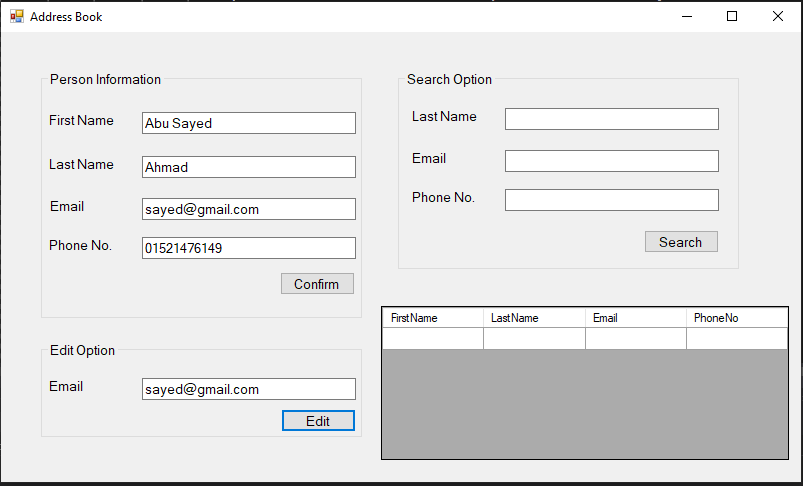 Address Book
Person Information
First Name
Abu Sayed
Last Name
Ahmad
Email
sayed@gmail.com
Phone No.
01521476149
Confirm
Edit Option
Email
sayed@gmail.com
Edit
Search Option
Last Name
Email
Phone No.
Search
FirstName LastName Email PhoneNo